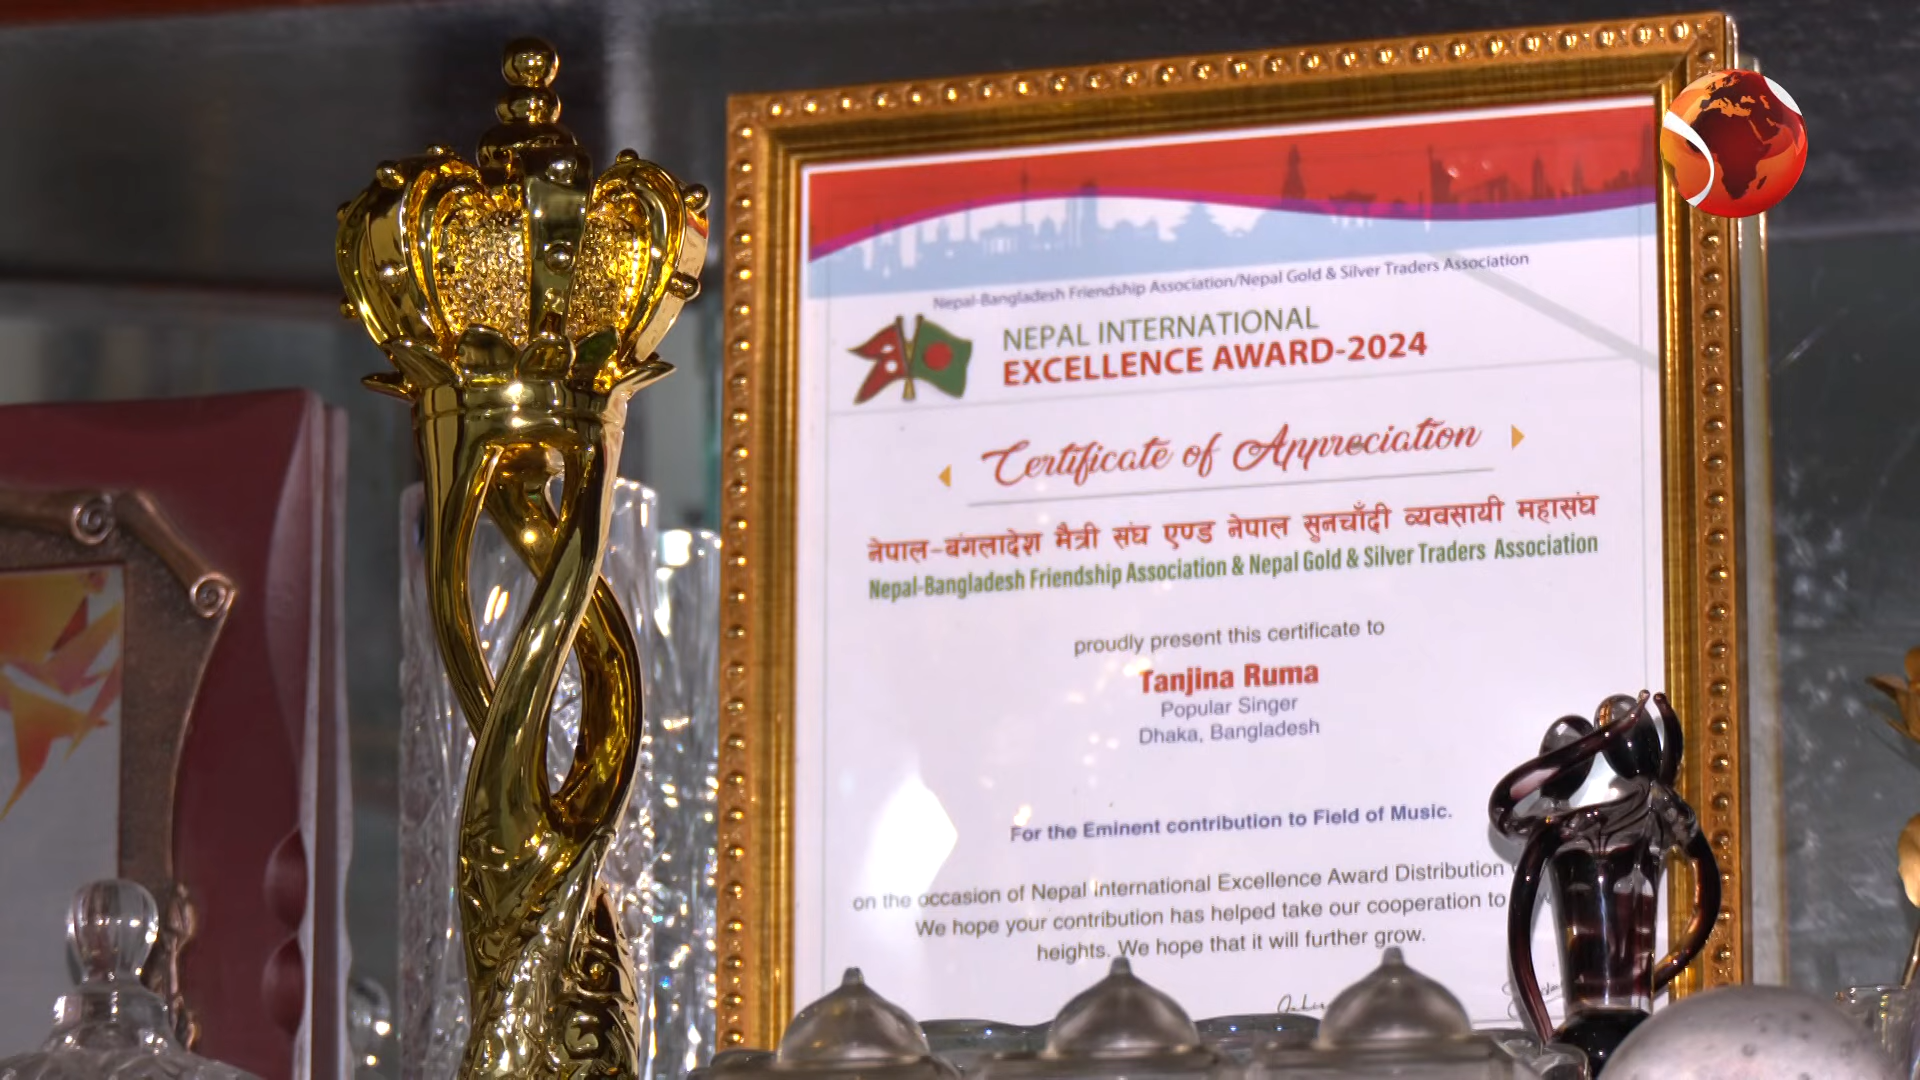 Nepal-Bangladesh Friendship Association/Nepal Gold & Silver Traders Association
NEPAL INTERNATIONAL
EXCELLENCE AWARD-2024
Certificate of Appreciation
नेपाल-बंगलादेश मैत्री संघ एण्ड नेपाल सुनचाँदी व्यवसायी महासंघ
Nepal-Bangladesh Friendship Association & Nepal Gold & Silver Traders Association
proudly present this certificate to
Tanjina Ruma
Popular Singer
Dhaka, Bangladesh
For the Eminent contribution to Field of Music.
on the occasion of Nepal International Excellence Award Distribution
We hope your contribution has helped take our cooperation to
heights. We hope that it will further grow.